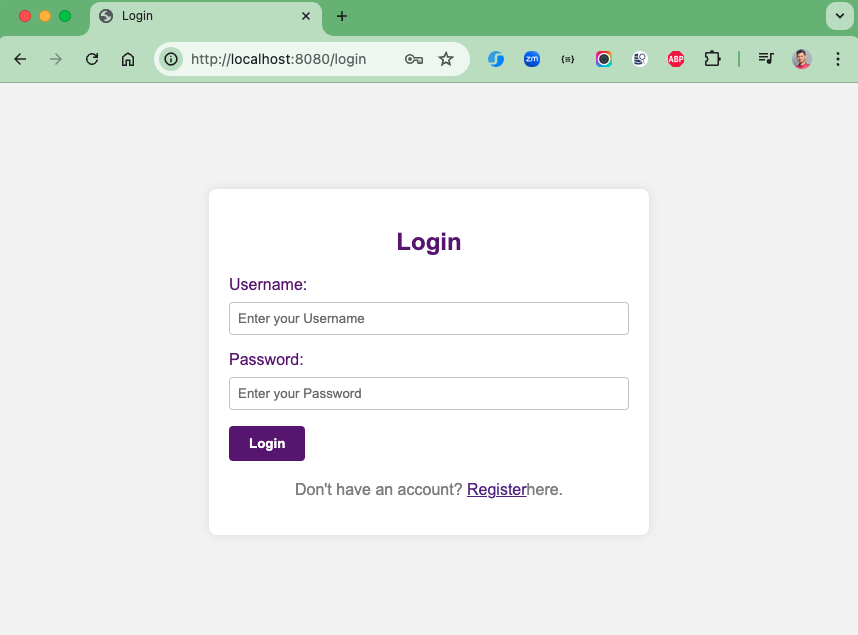 Login
http://localhost:8080/login
zm
ABP
Login
Username:
Enter your Username
Password:
Enter your Password
Login
Don't have an account? Registerhere.